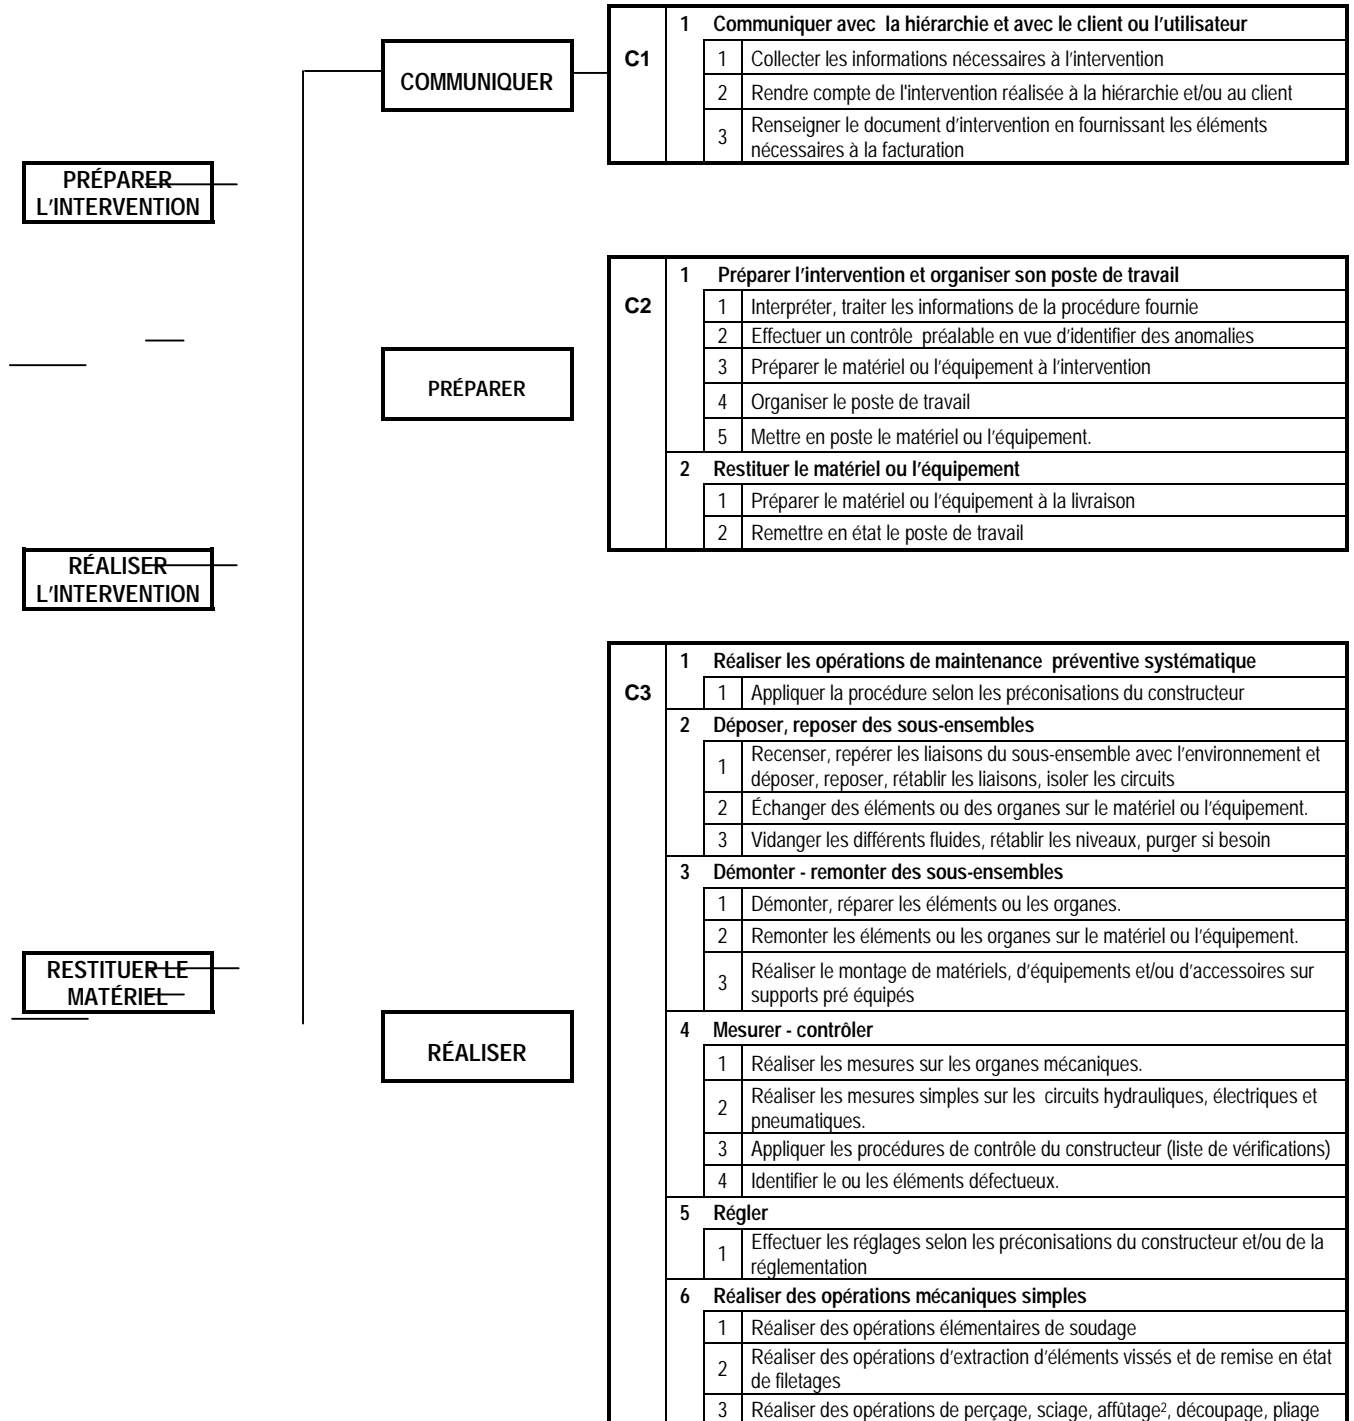 PRÉPARER
L'INTERVENTION
RÉALISER
L'INTERVENTION
RESTITUER LE
MATÉRIEL
COMMUNIQUER
PRÉPARER
RÉALISER
C1
1 Communiquer avec la hiérarchie et avec le client ou l'utilisateur
1 Collecter les informations nécessaires à l'intervention
2 Rendre compte de l'intervention réalisée à la hiérarchie et/ou au client
3 Renseigner le document d'intervention en fournissant les éléments
nécessaires à la facturation
C2
1 Préparer l'intervention et organiser son poste de travail
1 Interpréter, traiter les informations de la procédure fournie
2 Effectuer un contrôle préalable en vue d'identifier des anomalies
3 Préparer le matériel ou l'équipement à l'intervention
4 Organiser le poste de travail
5 Mettre en poste le matériel ou l'équipement.
2 Restituer le matériel ou l'équipement
1 Préparer le matériel ou l'équipement à la livraison
2 Remettre en état le poste de travail
C3
1 Réaliser les opérations de maintenance préventive systématique
1 Appliquer la procédure selon les préconisations du constructeur
2 Déposer, reposer des sous-ensembles
1 Recenser, repérer les liaisons du sous-ensemble avec l'environnement et
déposer, reposer, rétablir les liaisons, isoler les circuits
2 Échanger des éléments ou des organes sur le matériel ou l'équipement.
3 Vidanger les différents fluides, rétablir les niveaux, purger si besoin
3 Démonter - remonter des sous-ensembles
1 Démonter, réparer les éléments ou les organes.
2 Remonter les éléments ou les organes sur le matériel ou l'équipement.
3 Réaliser le montage de matériels, d'équipements et/ou d'accessoires sur
supports pré équipés
4 Mesurer - contrôler
1 Réaliser les mesures sur les organes mécaniques.
2 Réaliser les mesures simples sur les circuits hydrauliques, électriques et
pneumatiques.
3 Appliquer les procédures de contrôle du constructeur (liste de vérifications)
4 Identifier le ou les éléments défectueux.
5 Régler
1 Effectuer les réglages selon les préconisations du constructeur et/ou de la
réglementation
6 Réaliser des opérations mécaniques simples
1 Réaliser des opérations élémentaires de soudage
2 Réaliser des opérations d'extraction d'éléments vissés et de remise en état
de filetages
3 Réaliser des opérations de perçage, sciage, affûtage², découpage, pliage